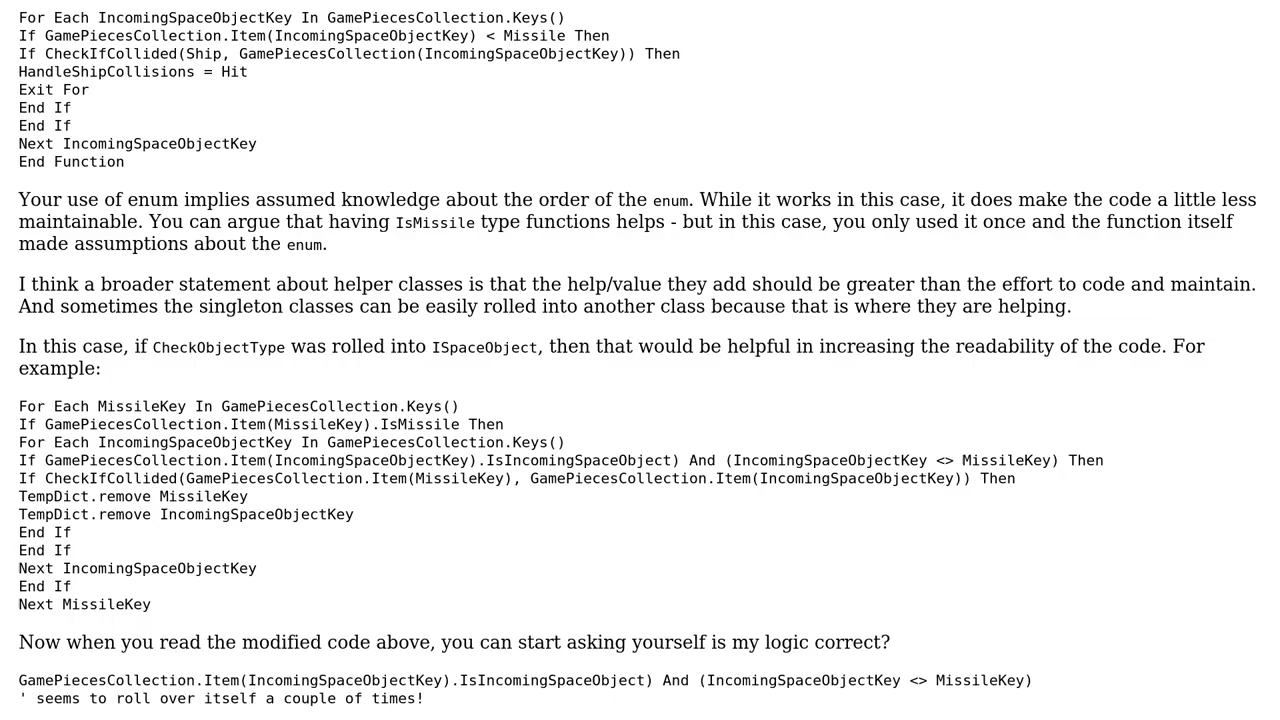 For Each IncomingSpaceObjectKey In GamePiecesCollection.Keys()
If GamePiecesCollection.Item(IncomingSpaceObjectKey) < Missile Then
If CheckIfCollided(Ship, GamePiecesCollection(IncomingSpaceObjectKey)) Then
HandleShipCollisions = Hit
Exit For
End If
End If
Next IncomingSpaceObjectKey
End Function
Your use of enum implies assumed knowledge about the order of the enum. While it works in this case, it does make the code a little less
maintainable. You can argue that having IsMissile type functions helps - but in this case, you only used it once and the function itself
made assumptions about the enum.
I think a broader statement about helper classes is that the help/value they add should be greater than the effort to code and maintain.
And sometimes the singleton classes can be easily rolled into another class because that is where they are helping.
In this case, if CheckObjectType was rolled into ISpaceObject, then that would be helpful in increasing the readability of the code. For
example:
For Each MissileKey In GamePiecesCollection.Keys()
If GamePiecesCollection.Item(MissileKey).IsMissile Then
For Each IncomingSpaceObjectKey In GamePiecesCollection.Keys()
If GamePiecesCollection.Item(IncomingSpaceObjectKey).IsIncomingSpaceObject) And (IncomingSpaceObjectKey <> MissileKey) Then
If CheckIfCollided(GamePiecesCollection.Item(MissileKey), GamePiecesCollection.Item(IncomingSpaceObjectKey)) Then
TempDict.remove MissileKey
TempDict.remove IncomingSpaceObjectKey
End If
End If
Next IncomingSpaceObjectKey
End If
Next MissileKey
Now when you read the modified code above, you can start asking yourself is my logic correct?
GamePiecesCollection.Item(IncomingSpaceObjectKey).IsIncomingSpaceObject) And (IncomingSpaceObjectKey <> MissileKey)
' seems to roll over itself a couple of times!